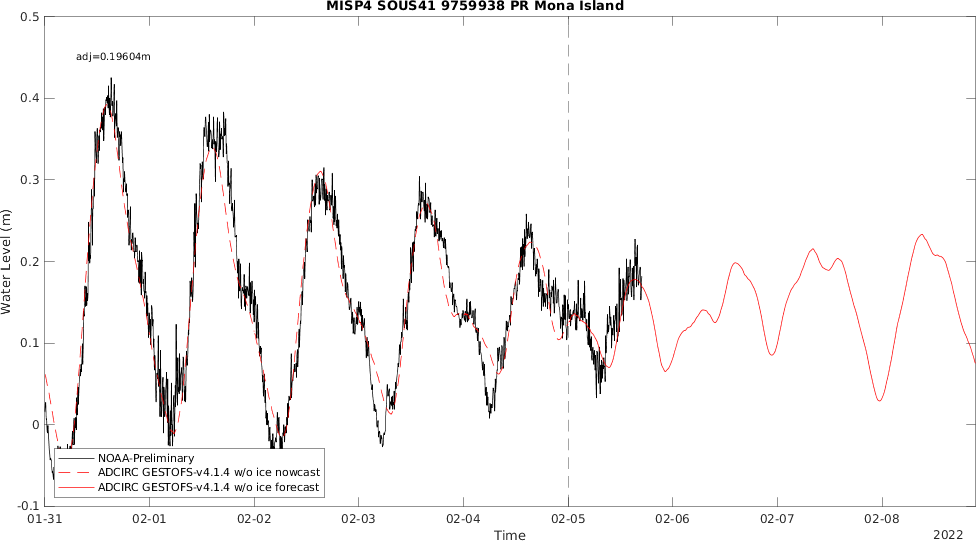 MISP4 SOUS41 9759938 PR Mona Island
adj=0.19604m
Water Level (m)
0.5
0.4
0.3
0.2
0.1
0
-0.1
NOAA-Preliminary
ADCIRC GESTOFS-v4.1.4 w/o ice nowcast
ADCIRC GESTOFS-v4.1.4 w/o ice forecast
01-31 02-01 02-02 02-03 02-04 02-05 02-06 02-07 02-08
Time
2022